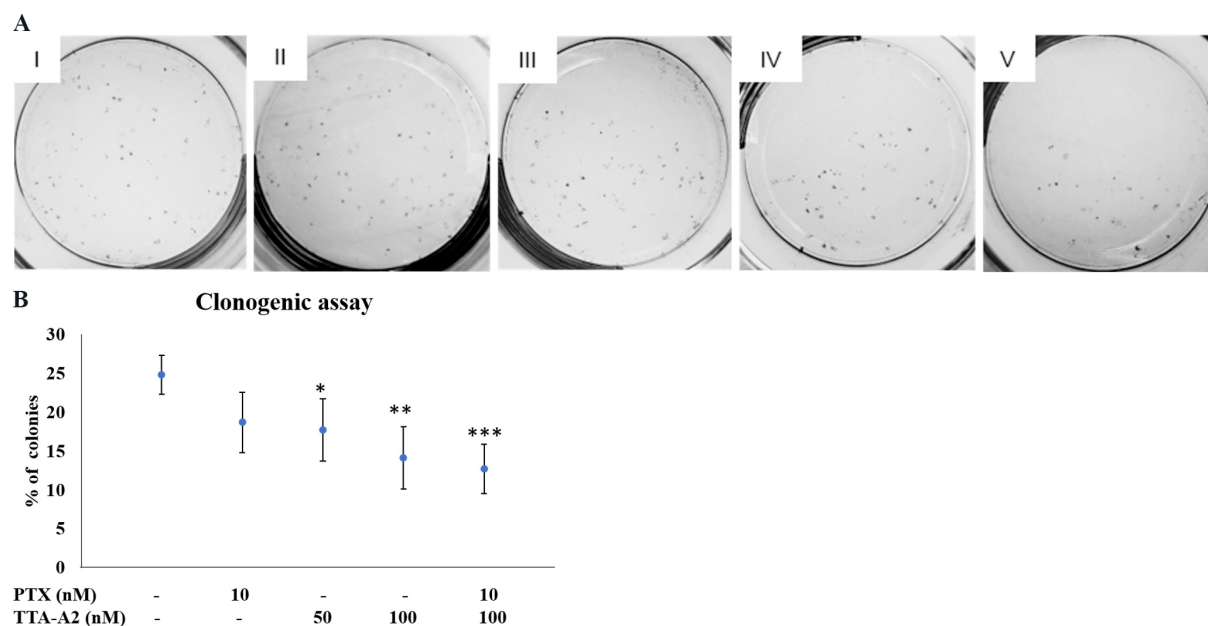 A
I II III IV V
B
Clonogenic assay
% of colonies
30
25
20
15
10
5
0
*
**
***
PTX (nM) - 10 - - 10
TTA-A2 (nM) - - 50 100 100